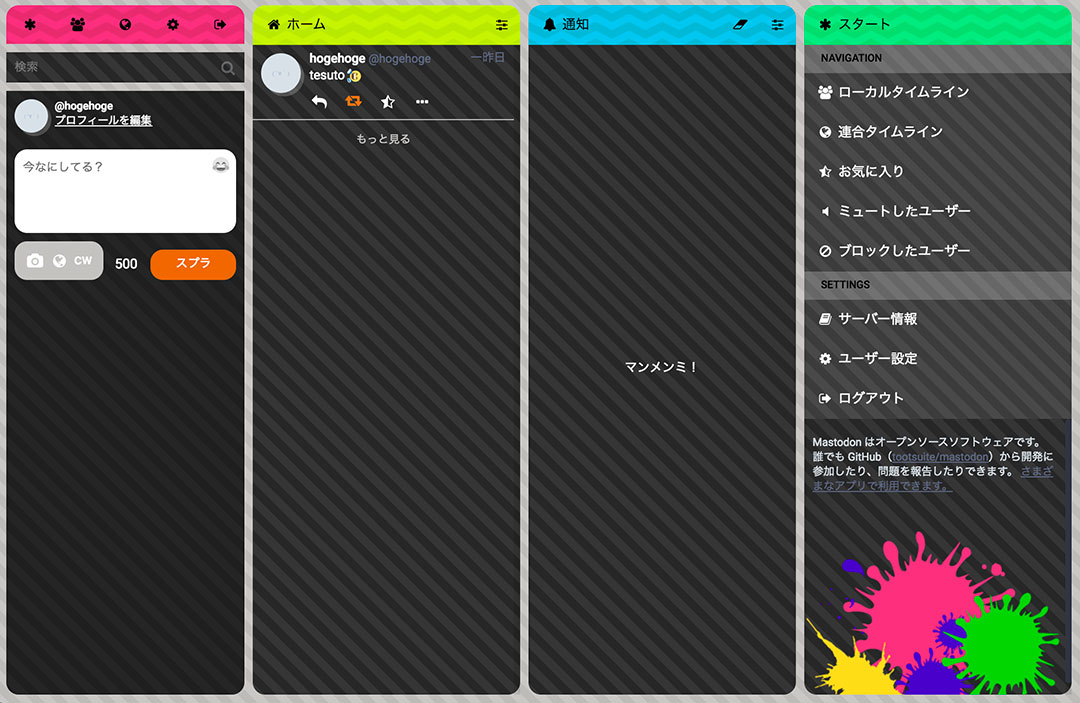 検索
@hogehoge
プロフィールを編集
今なにしてる？
CW
500
スプラ
ホーム
hogehoge @hogehoge
一昨日
tesuto
もっと見る
通知
マンメンミ！
スタート
NAVIGATION
ローカルタイムライン
連合タイムライン
お気に入り
ミュートしたユーザー
ブロックしたユーザー
SETTINGS
サーバー情報
ユーザー設定
ログアウト
Mastodon はオープンソースソフトウェアです。
誰でも GitHub（tootsuite/mastodon）から開発に
参加したり、問題を報告したりできます。 さまざ
まなアプリで利用できます。